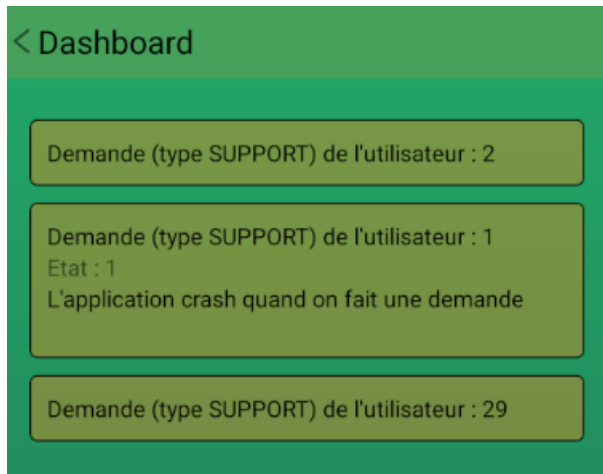 Dashboard
Demande (type SUPPORT) de l'utilisateur : 2
Demande (type SUPPORT) de l'utilisateur : 1
Etat : 1
L'application crash quand on fait une demande
Demande (type SUPPORT) de l'utilisateur : 29